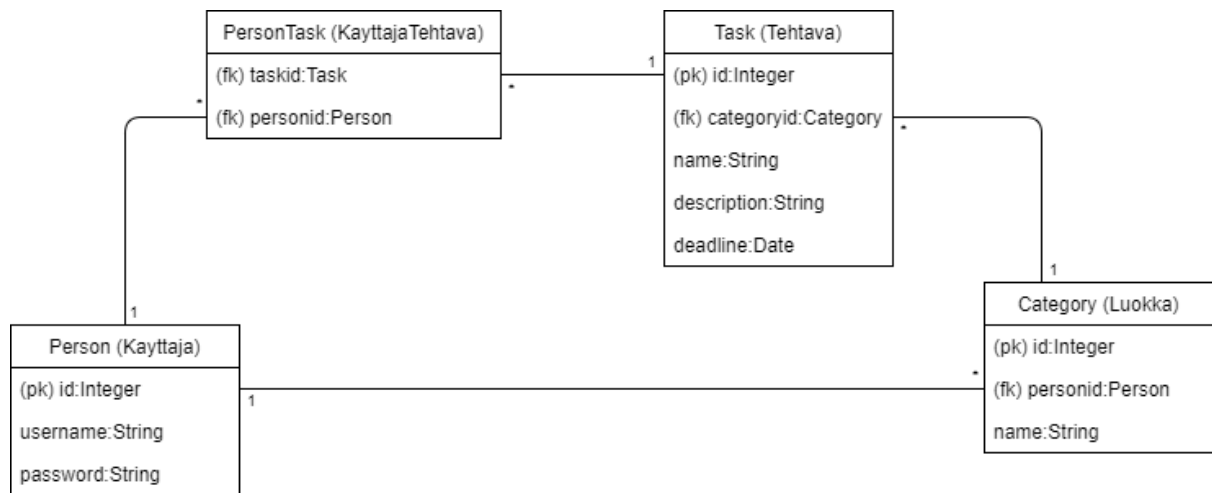 PersonTask (KayttajaTehtava)
(fk) taskid:Task
(fk) personid:Person
*
*
1
Task (Tehtava)
(pk) id:Integer
(fk) categoryid:Category
name:String
description:String
deadline:Date
*
1
Category (Luokka)
(pk) id:Integer
(fk) personid:Person
name:String
*
1
Person (Kayttaja)
(pk) id:Integer
username:String
password:String
1